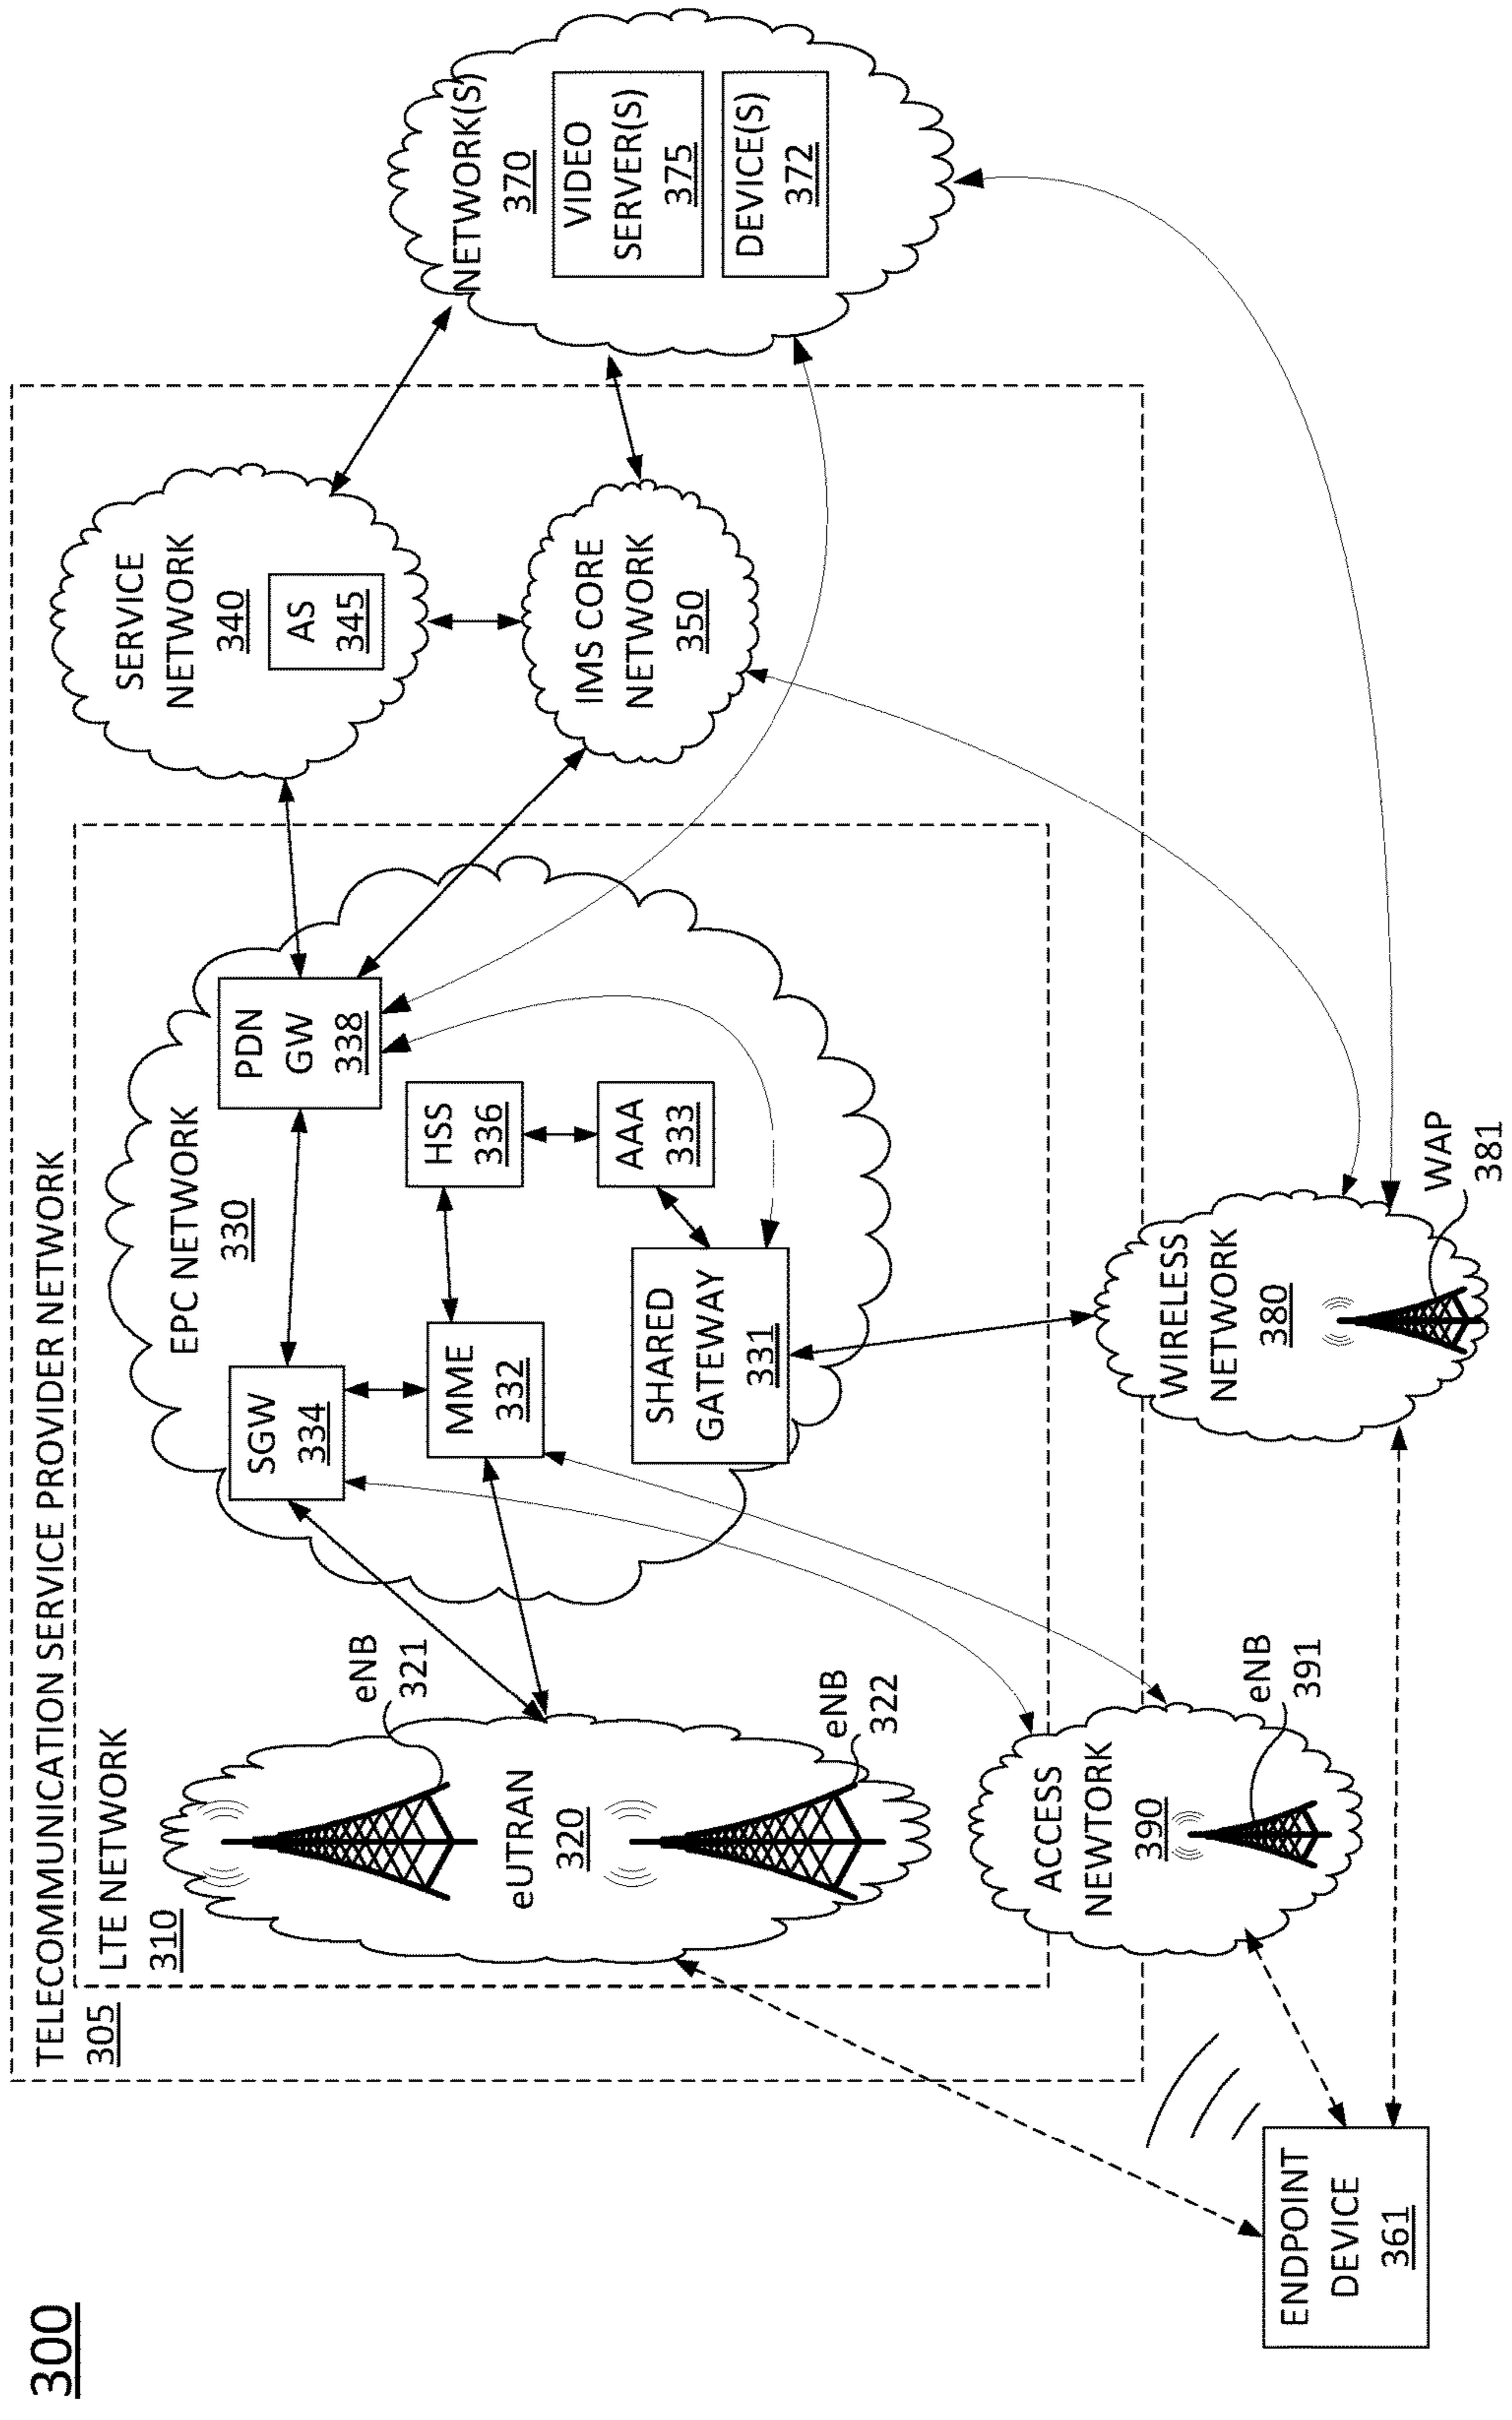 300
TELECOMMUNICATION SERVICE PROVIDER NETWORK
305
LTE NETWORK
310
eNB
321
eUTRAN
320
eNB
322
EPC NETWORK
330
SGW
334
PDN
GW
338
MME
332
HSS
336
AAA
333
SHARED
GATEWAY
331
SERVICE
NETWORK
340
AS
345
IMS CORE
NETWORK
350
NETWORK(S)
370
VIDEO
SERVER(S)
375
DEVICE(S)
372
ACCESS
NEWTORK
390
eNB
391
WIRELESS
NETWORK
380
WAP
381
ENDPOINT
DEVICE
361